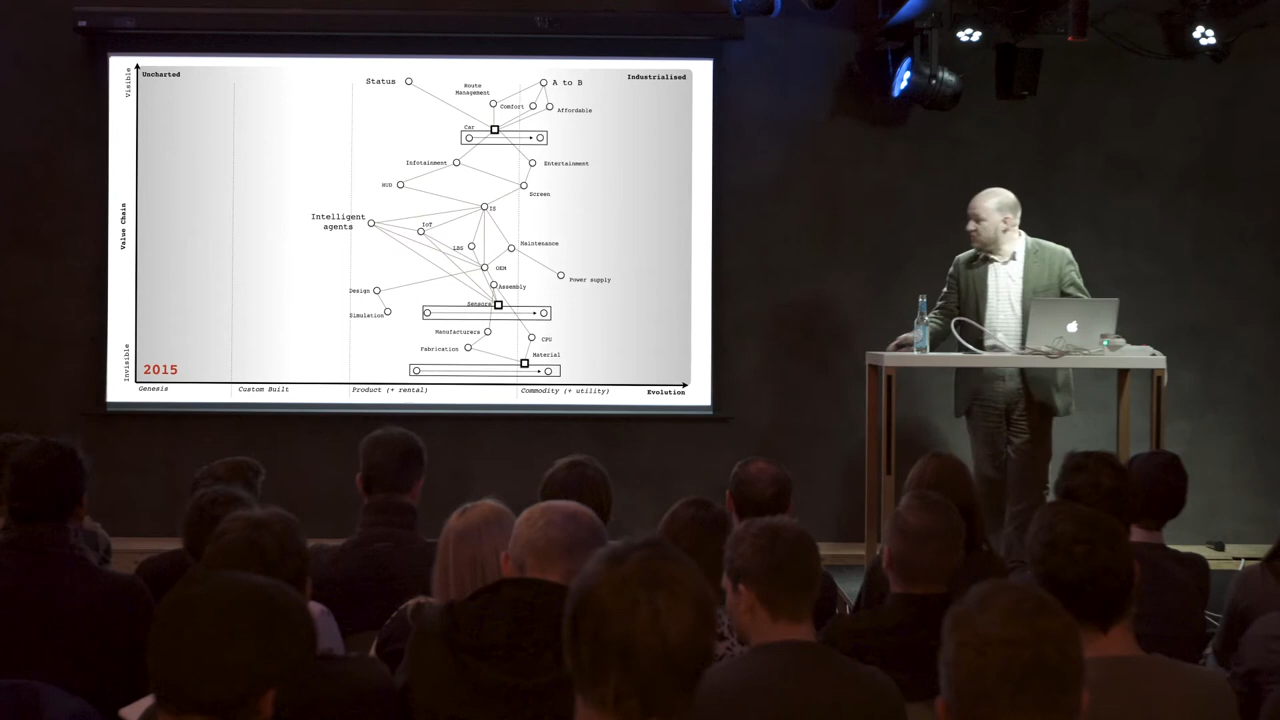 Visible
Uncharted
Industrialised
Status
Route
Management
A to B
Comfort
Affordable
Car
Infotainment
Entertainment
HUD
Screen
IS
Intelligent
agents
IoT
LBS
Maintenance
OEM
Power supply
Assembly
Design
Sensors
Simulation
Manufacturers
CPU
Fabrication
Material
Value Chain
Invisible
2015
Genesis
Custom Built
Product (+ rental)
Commodity (+ utility)
Evolution